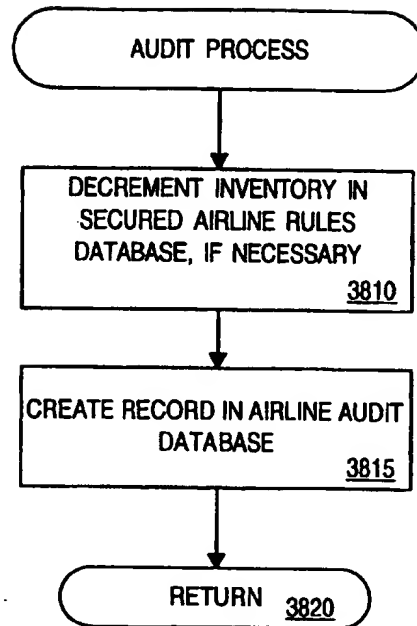 AUDIT PROCESS
DECREMENT INVENTORY IN
SECURED AIRLINE RULES
DATABASE, IF NECESSARY
3810
CREATE RECORD IN AIRLINE AUDIT
DATABASE
3815
RETURN 3820